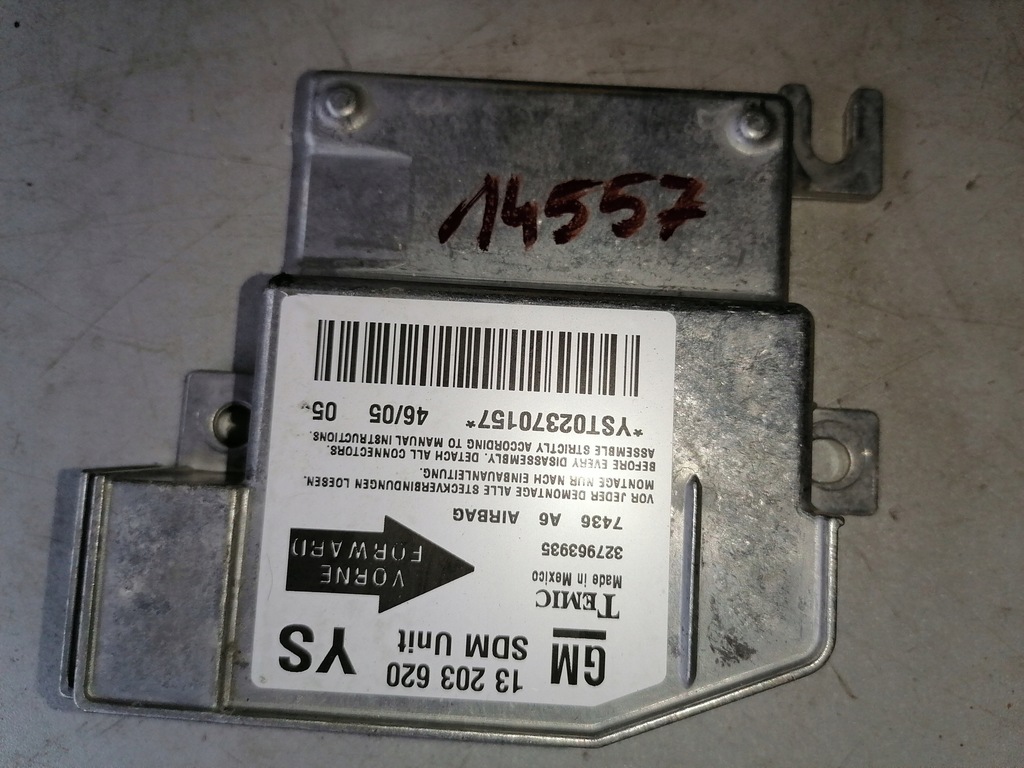 14557
GM 13 203 620 YS
SDM Unit
TEMIC
Made in Mexico
VORNE
FORWARD
327963935
7436 A6 AIRBAG
VOR JEDER DEMONTAGE ALLE STECKVERBINDUNGEN LOESEN.
MONTAGE NUR NACH EINBAUANLEITUNG.
BEFORE EVERY DISASSEMBLY. DETACH ALL CONNECTORS.
ASSEMBLE STRICTLY ACCORDING TO MANUAL INSTRUCTIONS.
*YST02370157* 46/05 05